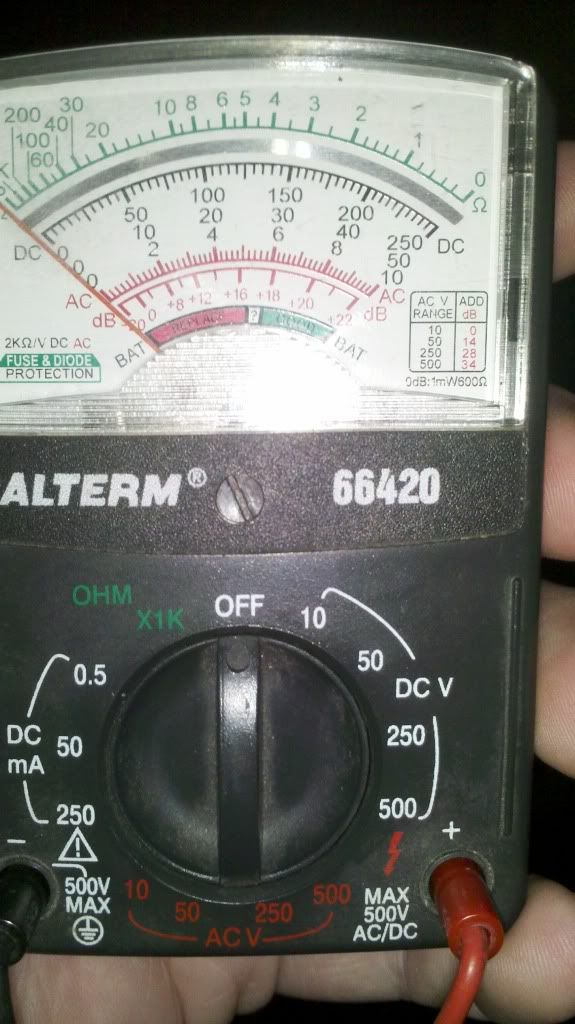 200 100 60 40 30 20 10 8 6 5 4 3 2 1 0 Ω
DC 0 50 100 150 200 250 DC
0 10 20 30 40 50
0 2 4 6 8 10
AC AC
dB 0 +8 +12 +16 +18 +20 +22 dB
BAT ? BAT
2KΩ/V DC AC
FUSE & DIODE
PROTECTION
AC V RANGE ADD dB
10 0
50 14
250 28
500 34
0dB:1mW600Ω
ALTERM® 66420
OHM
X1K
OFF
10
50
DC V
250
500
0.5
DC mA
50
250
−
+
500V
MAX
10 50 250 500
AC V
MAX
500V
AC/DC